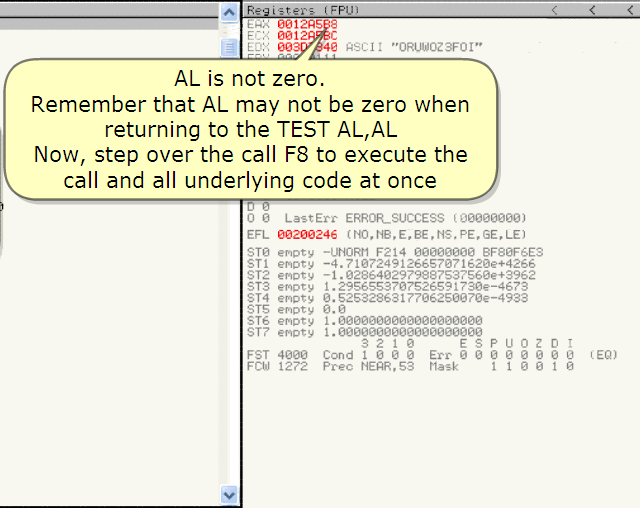 Registers (FPU) < < <
EAX 0012A5B8
ECX 0012A5BC
EDX ASCII "ORUWOZ3FOI"
AL is not zero.
Remember that AL may not be zero when
returning to the TEST AL,AL
Now, step over the call F8 to execute the
call and all underlying code at once
D 0
O 0 LastErr ERROR_SUCCESS (00000000)
EFL 00200246 (NO,NB,E,BE,NS,PE,GE,LE)
ST0 empty -UNORM F214 00000000 BF80F6E3
ST1 empty -4.7107249126657071620e+4266
ST2 empty -1.0286402979887537560e+3962
ST3 empty 1.2956553707526591730e-4673
ST4 empty 0.5253286317706250070e-4933
ST5 empty 0.0
ST6 empty 1.0000000000000000000
ST7 empty 1.0000000000000000000
3 2 1 0 E S P U O Z D I
FST 4000 Cond 1 0 0 0 Err 0 0 0 0 0 0 0 0 (EQ)
FCW 1272 Prec NEAR,53 Mask 1 1 0 0 1 0